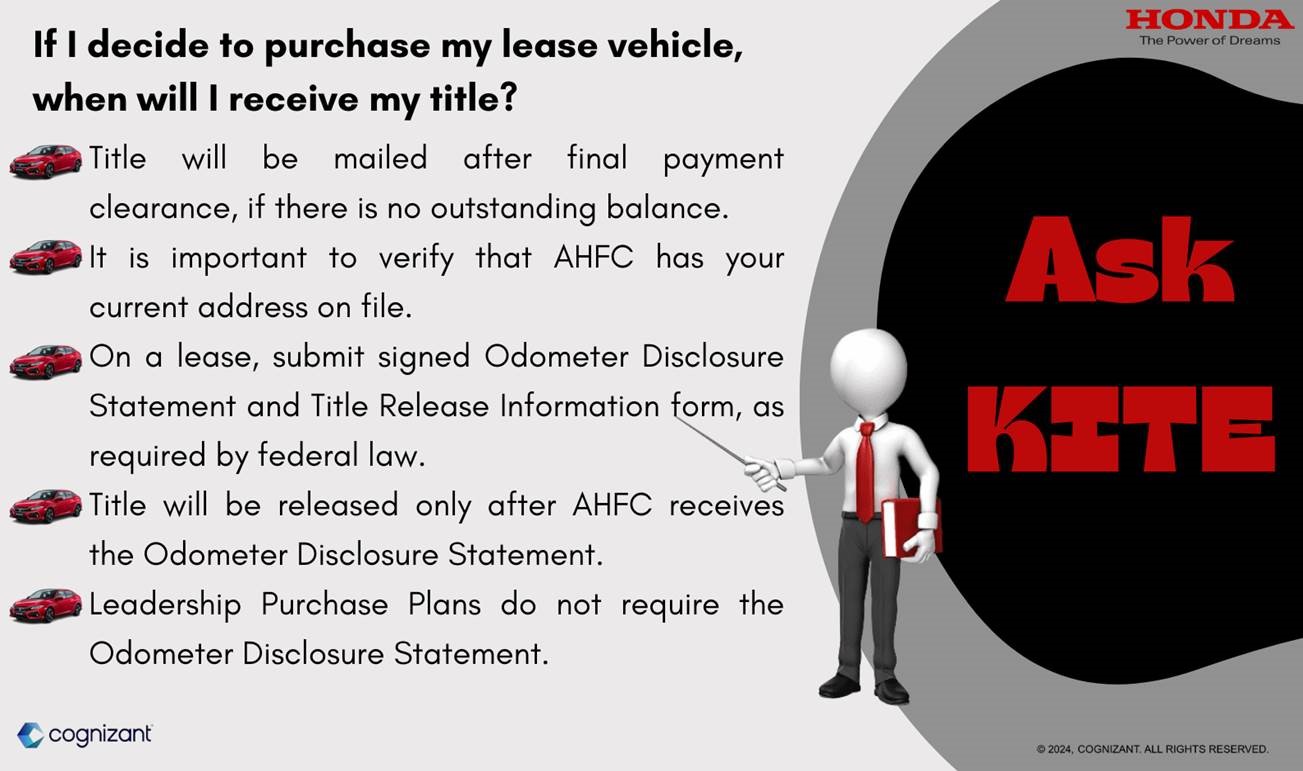 If I decide to purchase my lease vehicle,
when will I receive my title?
Title will be mailed after final payment
clearance, if there is no outstanding balance.
It is important to verify that AHFC has your
current address on file.
On a lease, submit signed Odometer Disclosure
Statement and Title Release Information form, as
required by federal law.
Title will be released only after AHFC receives
the Odometer Disclosure Statement.
Leadership Purchase Plans do not require the
Odometer Disclosure Statement.
cognizant
HONDA
The Power of Dreams
Ask
KITE
© 2024, COGNIZANT. ALL RIGHTS RESERVED.